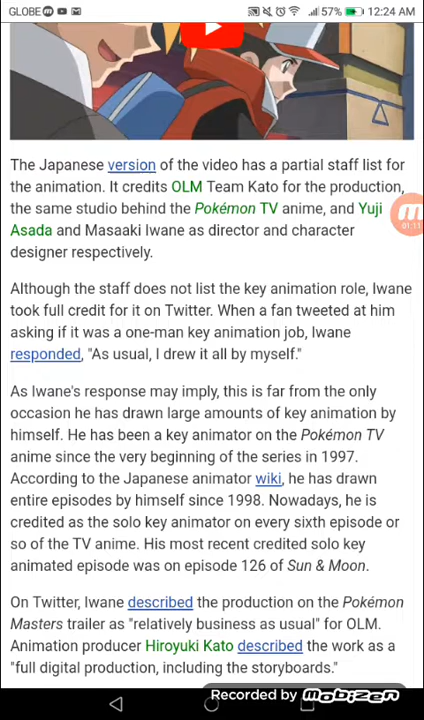 GLOBE 57% 12:24 AM
The Japanese version of the video has a partial staff list for
the animation. It credits OLM Team Kato for the production,
the same studio behind the Pokémon TV anime, and Yuji
Asada and Masaaki Iwane as director and character
designer respectively.
01:11
Although the staff does not list the key animation role, Iwane
took full credit for it on Twitter. When a fan tweeted at him
asking if it was a one-man key animation job, Iwane
responded, "As usual, I drew it all by myself."
As Iwane's response may imply, this is far from the only
occasion he has drawn large amounts of key animation by
himself. He has been a key animator on the Pokémon TV
anime since the very beginning of the series in 1997.
According to the Japanese animator wiki, he has drawn
entire episodes by himself since 1998. Nowadays, he is
credited as the solo key animator on every sixth episode or
so of the TV anime. His most recent credited solo key
animated episode was on episode 126 of Sun & Moon.
On Twitter, Iwane described the production on the Pokémon
Masters trailer as "relatively business as usual" for OLM.
Animation producer Hiroyuki Kato described the work as a
"full digital production, including the storyboards."
Recorded by mobizen